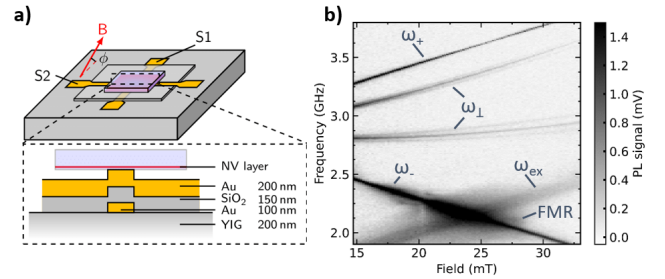 a)
B
ϕ
S1
S2
NV layer
Au 200 nm
SiO₂ 150 nm
Au 100 nm
YIG 200 nm
b)
ω₊
ω⊥
ω₋
ωₑₓ
FMR
3.5
3.0
2.5
2.0
Frequency (GHz)
15 20 25 30
Field (mT)
1.4
1.2
1.0
0.8
0.6
0.4
0.2
0.0
PL signal (mV)